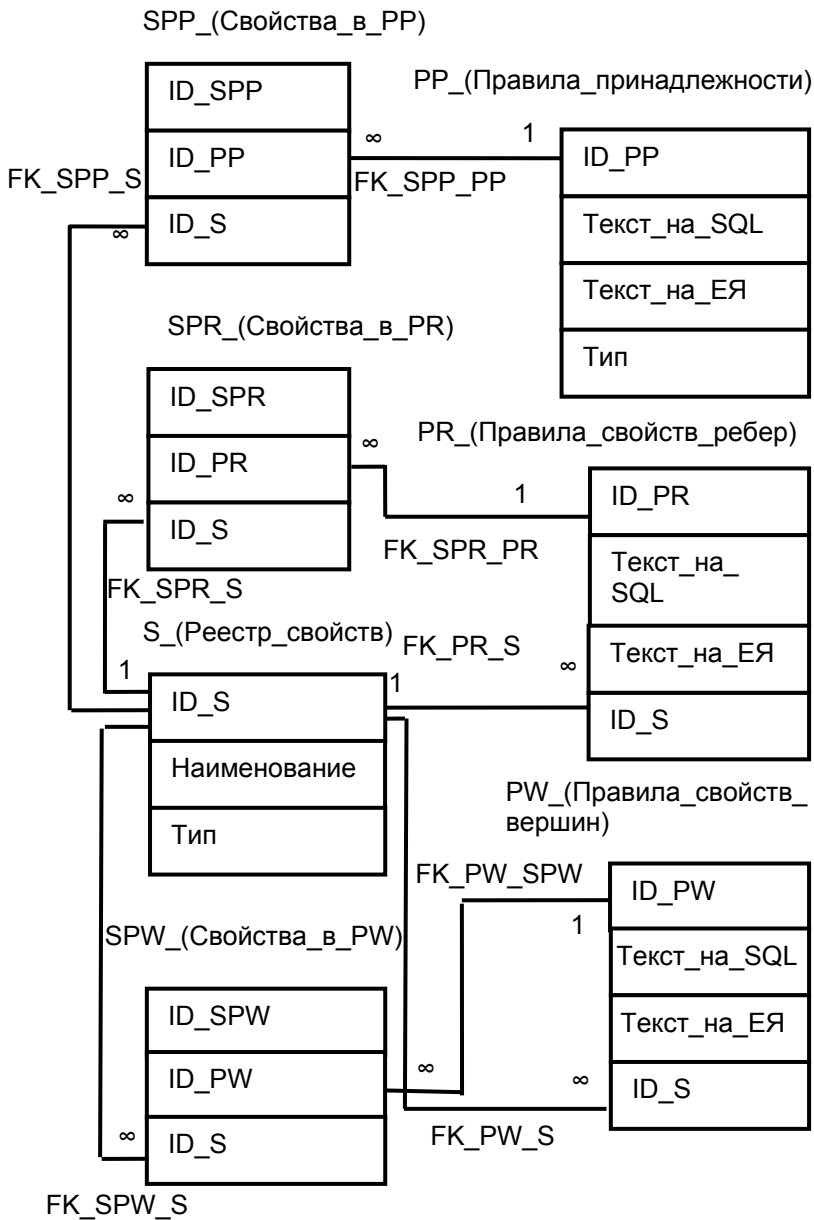 SPP_(Свойства_в_PP)
ID_SPP
ID_PP
ID_S
FK_SPP_S
∞
∞
1
FK_SPP_PP
PP_(Правила_принадлежности)
ID_PP
Текст_на_SQL
Текст_на_ЕЯ
Тип
SPR_(Свойства_в_PR)
ID_SPR
ID_PR
ID_S
∞
∞
1
FK_SPR_PR
FK_SPR_S
PR_(Правила_свойств_ребер)
ID_PR
Текст_на_
SQL
Текст_на_ЕЯ
ID_S
S_(Реестр_свойств)
FK_PR_S
1
1
∞
ID_S
Наименование
Тип
PW_(Правила_свойств_
вершин)
FK_PW_SPW
1
ID_PW
Текст_на_SQL
Текст_на_ЕЯ
ID_S
SPW_(Свойства_в_PW)
ID_SPW
ID_PW
ID_S
∞
∞
∞
FK_PW_S
FK_SPW_S